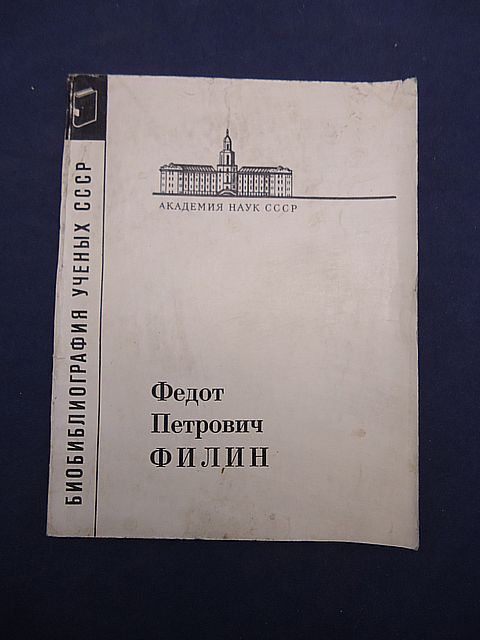 БИОБИБЛИОГРАФИЯ УЧЕНЫХ СССР
АКАДЕМИЯ НАУК СССР
Федот
Петрович
ФИЛИН